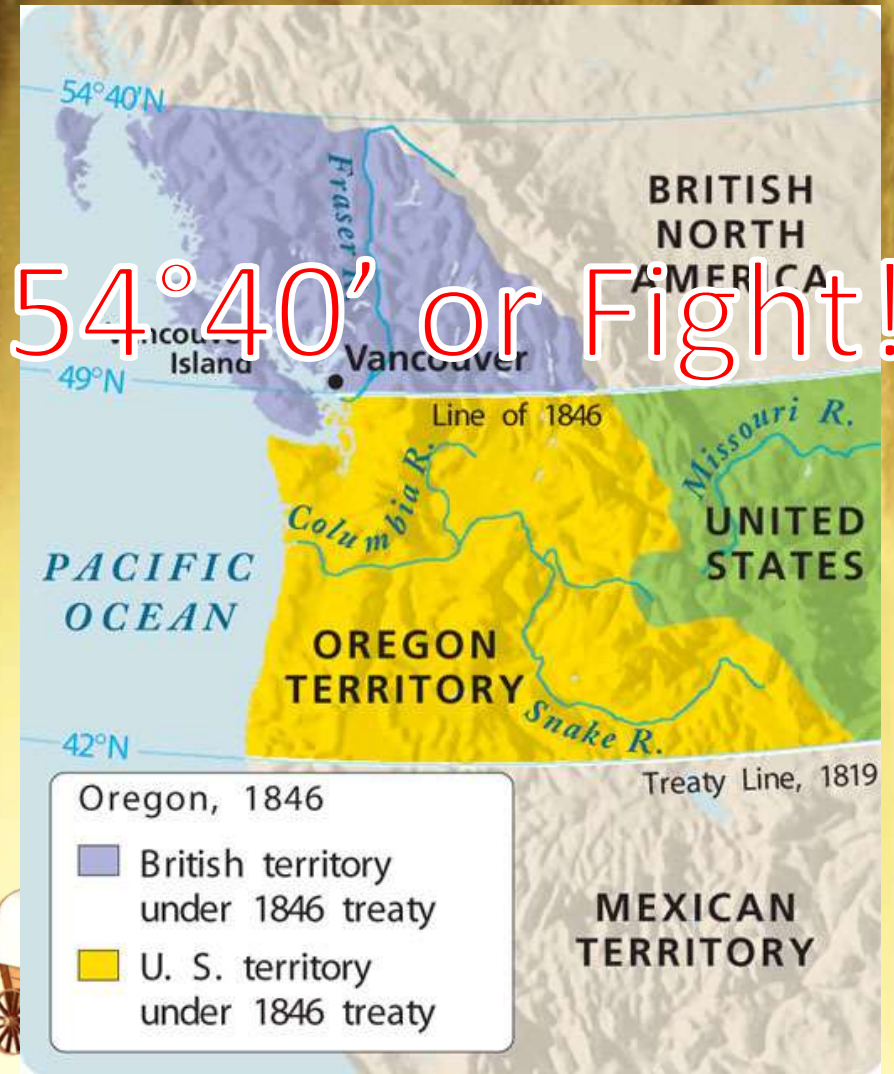 54°40'N
BRITISH
NORTH
AMERICA
Fraser R.
54°40' or Fight!
Vancouver
Island
Vancouver
49°N
Line of 1846
Missouri R.
Columbia R.
UNITED
STATES
PACIFIC
OCEAN
OREGON
TERRITORY
Snake R.
42°N
Treaty Line, 1819
Oregon, 1846
British territory
under 1846 treaty
U. S. territory
under 1846 treaty
MEXICAN
TERRITORY